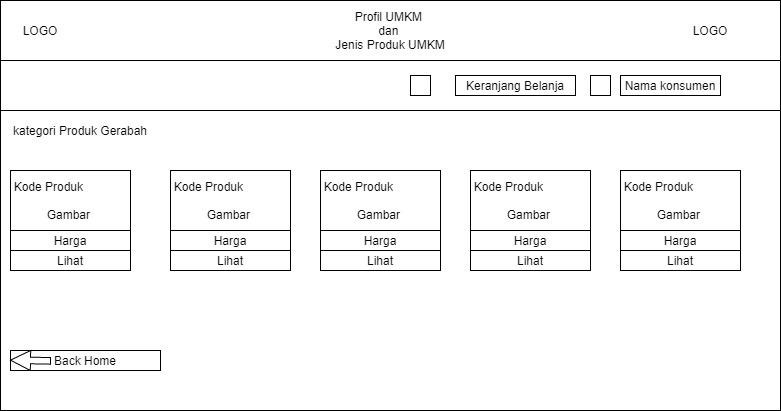 LOGO
Profil UMKM
dan
Jenis Produk UMKM
LOGO
Keranjang Belanja
Nama konsumen
kategori Produk Gerabah
Kode Produk
Gambar
Harga
Lihat
Kode Produk
Gambar
Harga
Lihat
Kode Produk
Gambar
Harga
Lihat
Kode Produk
Gambar
Harga
Lihat
Kode Produk
Gambar
Harga
Lihat
Back Home